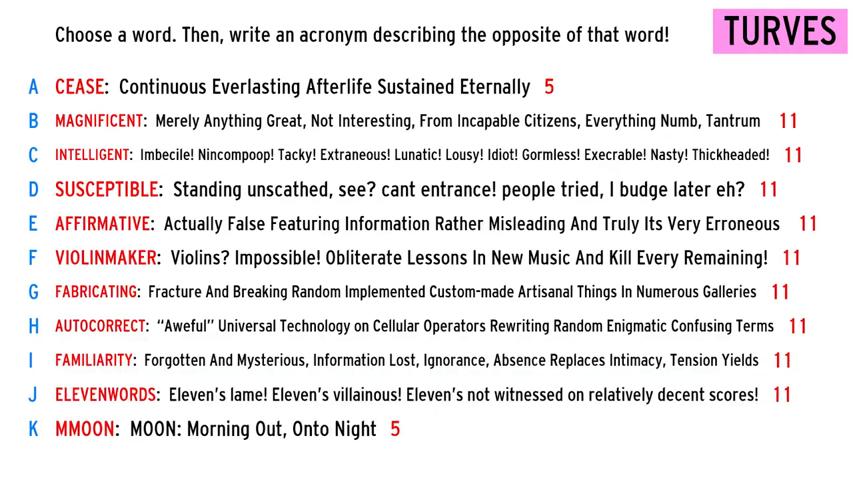 Choose a word. Then, write an acronym describing the opposite of that word!
TURVES
A CEASE: Continuous Everlasting Afterlife Sustained Eternally 5
B MAGNIFICENT: Merely Anything Great, Not Interesting, From Incapable Citizens, Everything Numb, Tantrum 11
C INTELLIGENT: Imbecile! Nincompoop! Tacky! Extraneous! Lunatic! Lousy! Idiot! Gormless! Execrable! Nasty! Thickheaded! 11
D SUSCEPTIBLE: Standing unscathed, see? cant entrance! people tried, I budge later eh? 11
E AFFIRMATIVE: Actually False Featuring Information Rather Misleading And Truly Its Very Erroneous 11
F VIOLINMAKER: Violins? Impossible! Obliterate Lessons In New Music And Kill Every Remaining! 11
G FABRICATING: Fracture And Breaking Random Implemented Custom-made Artisanal Things In Numerous Galleries 11
H AUTOCORRECT: “Aweful” Universal Technology on Cellular Operators Rewriting Random Enigmatic Confusing Terms 11
I FAMILIARITY: Forgotten And Mysterious, Information Lost, Ignorance, Absence Replaces Intimacy, Tension Yields 11
J ELEVENWORDS: Eleven's lame! Eleven's villainous! Eleven's not witnessed on relatively decent scores! 11
K MMOON: MOON: Morning Out, Onto Night 5